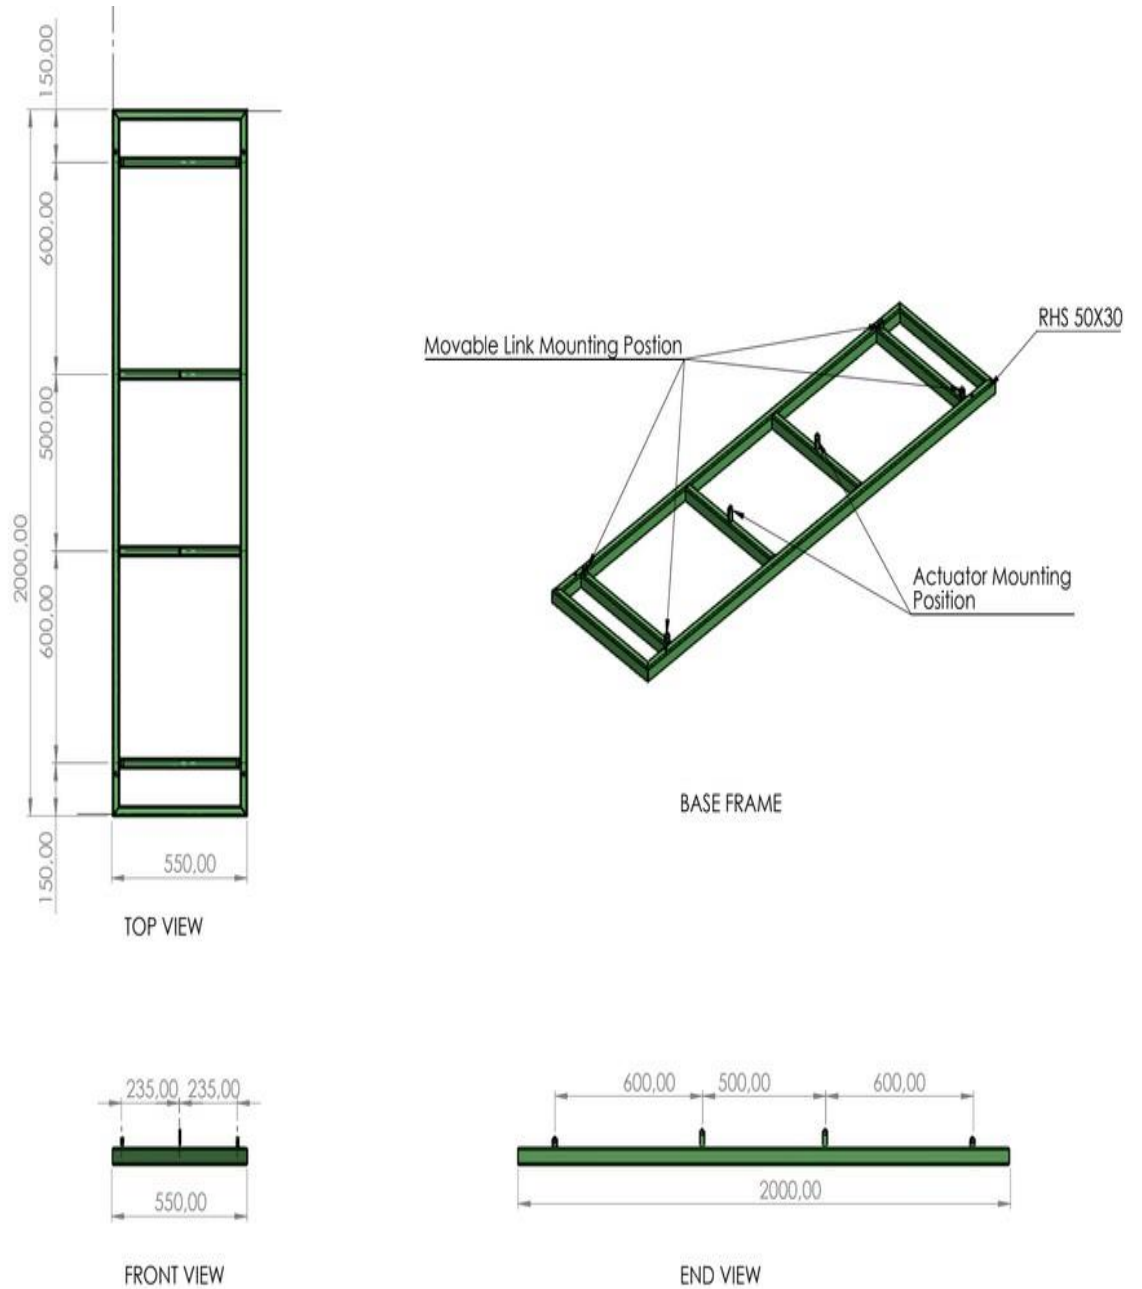 150,00
600,00
500,00
2000,00
600,00
150,00
550,00
TOP VIEW
Movable Link Mounting Postion
RHS 50X30
Actuator Mounting
Position
BASE FRAME
235,00 235,00
550,00
FRONT VIEW
600,00 500,00 600,00
2000,00
END VIEW